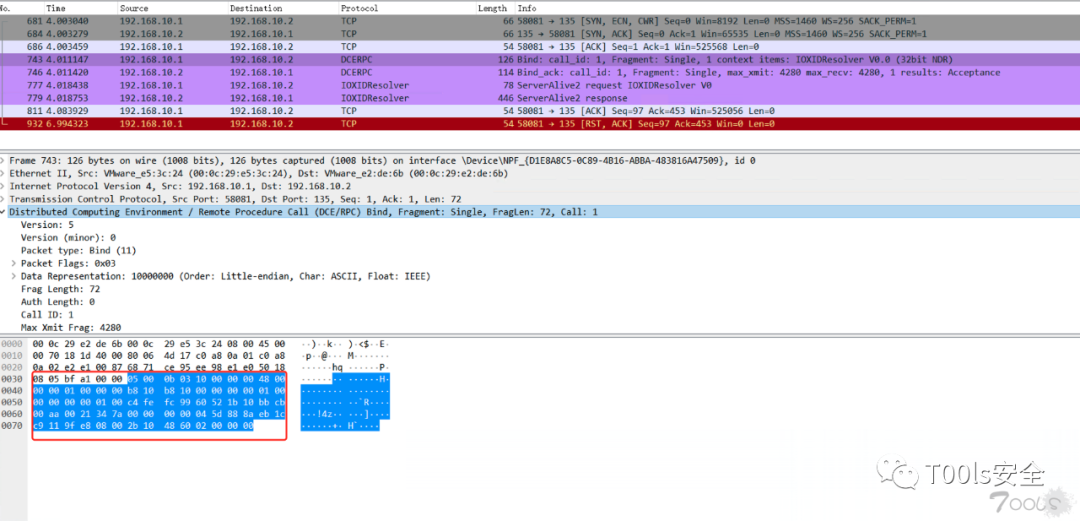 No. Time Source Destination Protocol Length Info
681 4.003040 192.168.10.1 192.168.10.2 TCP 66 58081 → 135 [SYN, ECN, CWR] Seq=0 Win=8192 Len=0 MSS=1460 WS=256 SACK_PERM=1
684 4.003279 192.168.10.2 192.168.10.1 TCP 66 135 → 58081 [SYN, ACK] Seq=0 Ack=1 Win=65535 Len=0 MSS=1460 WS=256 SACK_PERM=1
686 4.003459 192.168.10.1 192.168.10.2 TCP 54 58081 → 135 [ACK] Seq=1 Ack=1 Win=525568 Len=0
743 4.011147 192.168.10.1 192.168.10.2 DCERPC 126 Bind: call_id: 1, Fragment: Single, 1 context items: IOXIDResolver V0.0 (32bit NDR)
746 4.011420 192.168.10.2 192.168.10.1 DCERPC 114 Bind_ack: call_id: 1, Fragment: Single, max_xmit: 4280 max_recv: 4280, 1 results: Acceptance
777 4.018438 192.168.10.1 192.168.10.2 IOXIDResolver 78 ServerAlive2 request IOXIDResolver V0
779 4.018753 192.168.10.2 192.168.10.1 IOXIDResolver 446 ServerAlive2 response
811 4.083929 192.168.10.1 192.168.10.2 TCP 54 58081 → 135 [ACK] Seq=97 Ack=453 Win=525056 Len=0
932 6.994323 192.168.10.1 192.168.10.2 TCP 54 58081 → 135 [RST, ACK] Seq=97 Ack=453 Win=0 Len=0
Frame 743: 126 bytes on wire (1008 bits), 126 bytes captured (1008 bits) on interface \Device\NPF_{D1E8A8C5-0C89-4B16-ABBA-483816A47509}, id 0
Ethernet II, Src: VMware_e5:3c:24 (00:0c:29:e5:3c:24), Dst: VMware_e2:de:6b (00:0c:29:e2:de:6b)
Internet Protocol Version 4, Src: 192.168.10.1, Dst: 192.168.10.2
Transmission Control Protocol, Src Port: 58081, Dst Port: 135, Seq: 1, Ack: 1, Len: 72
Distributed Computing Environment / Remote Procedure Call (DCE/RPC) Bind, Fragment: Single, FragLen: 72, Call: 1
Version: 5
Version (minor): 0
Packet type: Bind (11)
Packet Flags: 0x03
Data Representation: 10000000 (Order: Little-endian, Char: ASCII, Float: IEEE)
Frag Length: 72
Auth Length: 0
Call ID: 1
Max Xmit Frag: 4280
0000 00 0c 29 e2 de 6b 00 0c 29 e5 3c 24 08 00 45 00 ··)··k·· )·<$··E·
0010 00 70 18 1d 40 00 80 06 4d 17 c0 a8 0a 01 c0 a8 ·p··@··· M·······
0020 0a 02 e2 e1 00 87 68 71 ce 95 ee 98 e1 e0 50 18 ······hq ······P·
0030 08 05 bf a1 00 00 05 00 0b 03 10 00 00 00 48 00 ········ ······H·
0040 00 00 01 00 00 00 b8 10 b8 10 00 00 00 00 01 00 ········ ········
0050 00 00 00 00 01 00 c4 fe fc 99 60 52 1b 10 bb cb ········ ··`R····
0060 00 aa 00 21 34 7a 00 00 00 00 04 5d 88 8a eb 1c ···!4z·· ···]····
0070 c9 11 9f e8 08 00 2b 10 48 60 02 00 00 00 ······+· H`····
T00ls安全
7ools